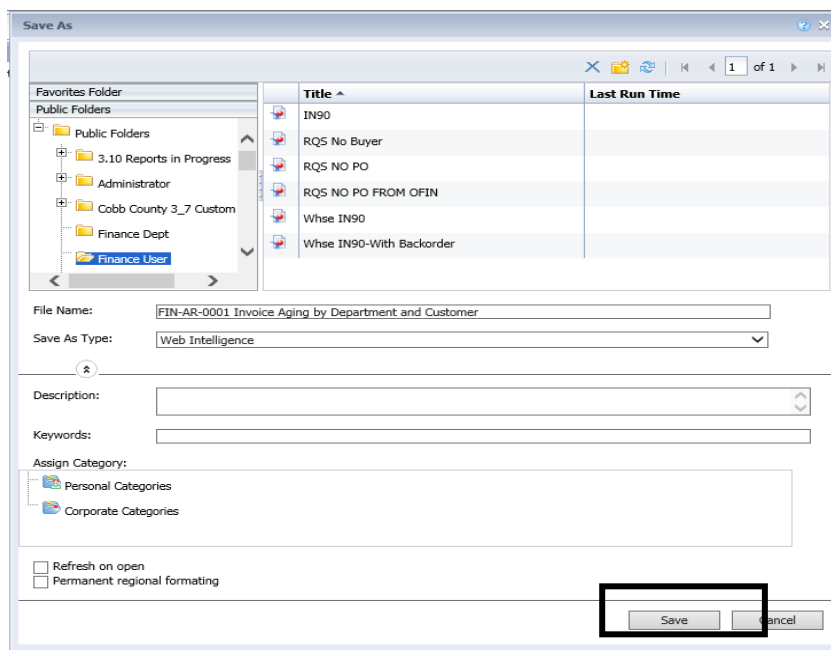 Save As
1 of 1
Favorites Folder
Public Folders
Public Folders
3.10 Reports in Progress
Administrator
Cobb County 3_7 Custom
Finance Dept
Finance User
Title Last Run Time
IN90
RQS No Buyer
RQS NO PO
RQS NO PO FROM OFIN
Whse IN90
Whse IN90-With Backorder
File Name: FIN-AR-0001 Invoice Aging by Department and Customer
Save As Type: Web Intelligence
Description:
Keywords:
Assign Category:
Personal Categories
Corporate Categories
Refresh on open
Permanent regional formating
Save Cancel